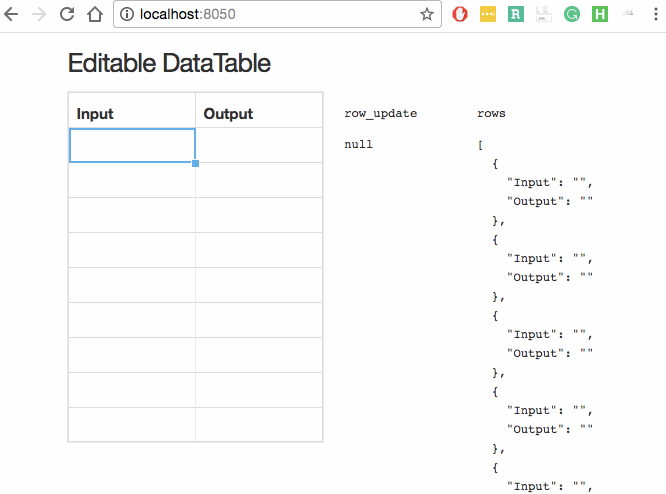 localhost:8050
Editable DataTable
Input Output
row_update
null
rows
[
{
"Input": "",
"Output": ""
},
{
"Input": "",
"Output": ""
},
{
"Input": "",
"Output": ""
},
{
"Input": "",
"Output": ""
},
{
"Input": "",